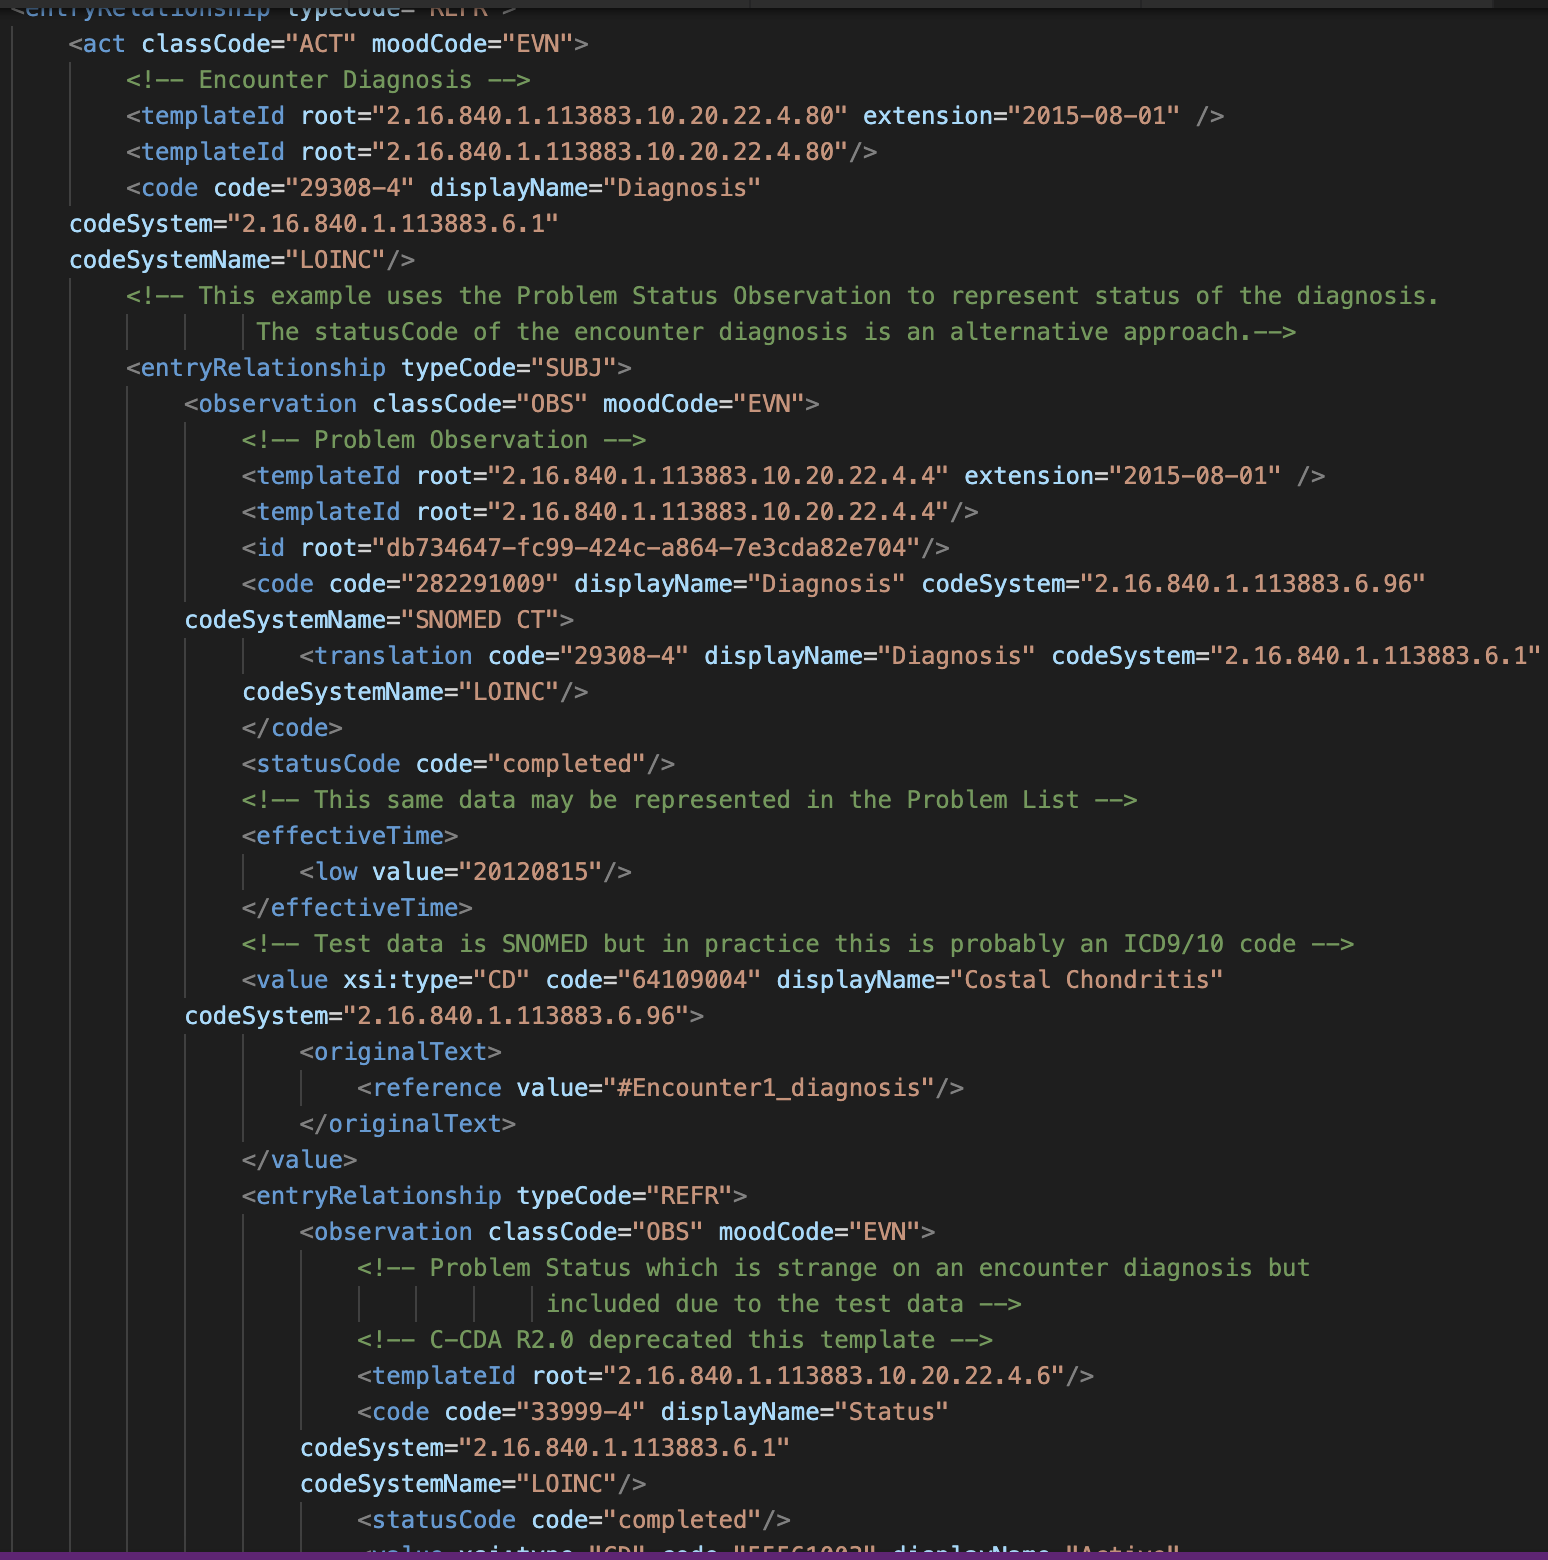 <entryRelationship typeCode="REFR">
<act classCode="ACT" moodCode="EVN">
<!-- Encounter Diagnosis -->
<templateId root="2.16.840.1.113883.10.20.22.4.80" extension="2015-08-01" />
<templateId root="2.16.840.1.113883.10.20.22.4.80"/>
<code code="29308-4" displayName="Diagnosis"
codeSystem="2.16.840.1.113883.6.1"
codeSystemName="LOINC"/>
<!-- This example uses the Problem Status Observation to represent status of the diagnosis.
The statusCode of the encounter diagnosis is an alternative approach.-->
<entryRelationship typeCode="SUBJ">
<observation classCode="OBS" moodCode="EVN">
<!-- Problem Observation -->
<templateId root="2.16.840.1.113883.10.20.22.4.4" extension="2015-08-01" />
<templateId root="2.16.840.1.113883.10.20.22.4.4"/>
<id root="db734647-fc99-424c-a864-7e3cda82e704"/>
<code code="282291009" displayName="Diagnosis" codeSystem="2.16.840.1.113883.6.96"
codeSystemName="SNOMED CT">
<translation code="29308-4" displayName="Diagnosis" codeSystem="2.16.840.1.113883.6.1"
codeSystemName="LOINC"/>
</code>
<statusCode code="completed"/>
<!-- This same data may be represented in the Problem List -->
<effectiveTime>
<low value="20120815"/>
</effectiveTime>
<!-- Test data is SNOMED but in practice this is probably an ICD9/10 code -->
<value xsi:type="CD" code="64109004" displayName="Costal Chondritis"
codeSystem="2.16.840.1.113883.6.96">
<originalText>
<reference value="#Encounter1_diagnosis"/>
</originalText>
</value>
<entryRelationship typeCode="REFR">
<observation classCode="OBS" moodCode="EVN">
<!-- Problem Status which is strange on an encounter diagnosis but
included due to the test data -->
<!-- C-CDA R2.0 deprecated this template -->
<templateId root="2.16.840.1.113883.10.20.22.4.6"/>
<code code="33999-4" displayName="Status"
codeSystem="2.16.840.1.113883.6.1"
codeSystemName="LOINC"/>
<statusCode code="completed"/>
<value xsi:type="CD" code="55561003" displayName="Active"